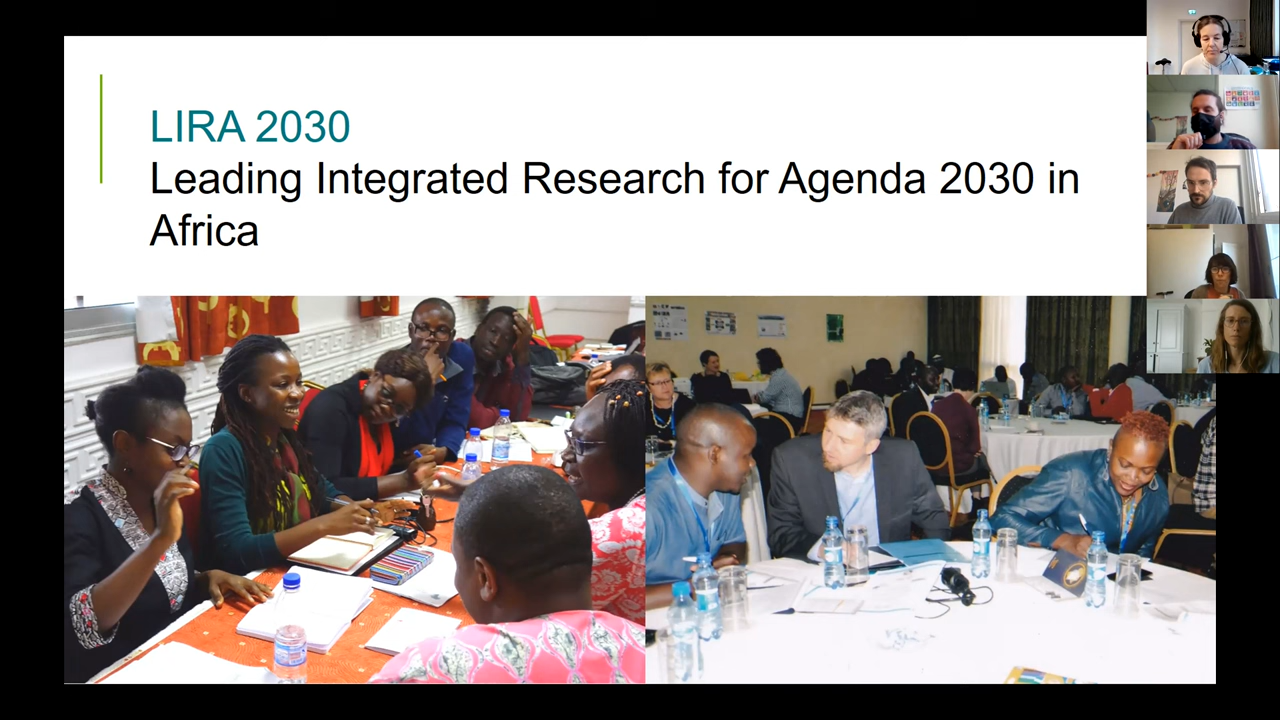 LIRA 2030
Leading Integrated Research for Agenda 2030 in
Africa